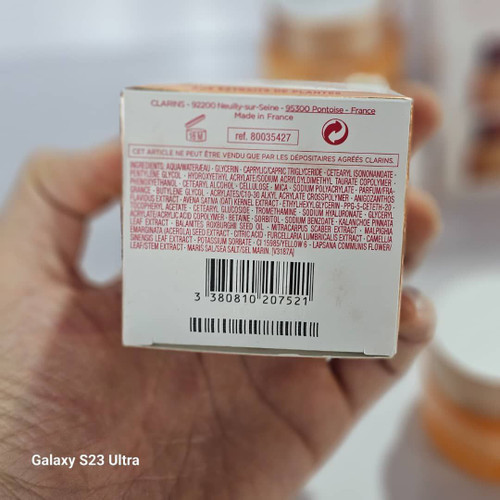 AUX EXTRAITS DE PLANTES
CLARINS - 92200 Neuilly-sur-Seine - 95300 Pontoise - France
Made in France
18 M
ref. 80035427
CET ARTICLE NE PEUT ÊTRE VENDU QUE PAR LES DÉPOSITAIRES AGRÉÉS CLARINS.
INGREDIENTS: AQUA/WATER/EAU - GLYCERIN - CAPRYLIC/CAPRIC TRIGLYCERIDE - CETEARYL ISONONANOATE -
PENTYLENE GLYCOL - HYDROXYETHYL ACRYLATE/SODIUM ACRYLOYLDIMETHYL TAURATE COPOLYMER -
PHENOXYETHANOL - CETEARYL ALCOHOL - CELLULOSE - MICA - SODIUM POLYACRYLATE - PARFUM/FRA-
GRANCE - BUTYLENE GLYCOL - ACRYLATES/C10-30 ALKYL ACRYLATE CROSSPOLYMER - ANIGOZANTHOS
FLAVIDUS EXTRACT - AVENA SATIVA (OAT) KERNEL EXTRACT - ETHYLHEXYLGLYCERIN - PPG-5-CETETH-20 -
TOCOPHERYL ACETATE - CETEARYL GLUCOSIDE - TROMETHAMINE - SODIUM HYALURONATE - GLYCERYL
ACRYLATE/ACRYLIC ACID COPOLYMER - BETAINE - SORBITOL - SODIUM BENZOATE - KALANCHOE PINNATA
LEAF EXTRACT - BALANITES ROXBURGHII SEED OIL - MITRACARPUS SCABER EXTRACT - MALPIGHIA
EMARGINATA (ACEROLA) SEED EXTRACT - CITRIC ACID - FURCELLARIA LUMBRICALIS EXTRACT - CAMELLIA
SINENSIS LEAF EXTRACT - POTASSIUM SORBATE - CI 15985/YELLOW 6 - LAPSANA COMMUNIS FLOWER/
LEAF/STEM EXTRACT - MARIS SAL/SEA SALT/SEL MARIN. [V3187A]
3 380810 207521
Galaxy S23 Ultra